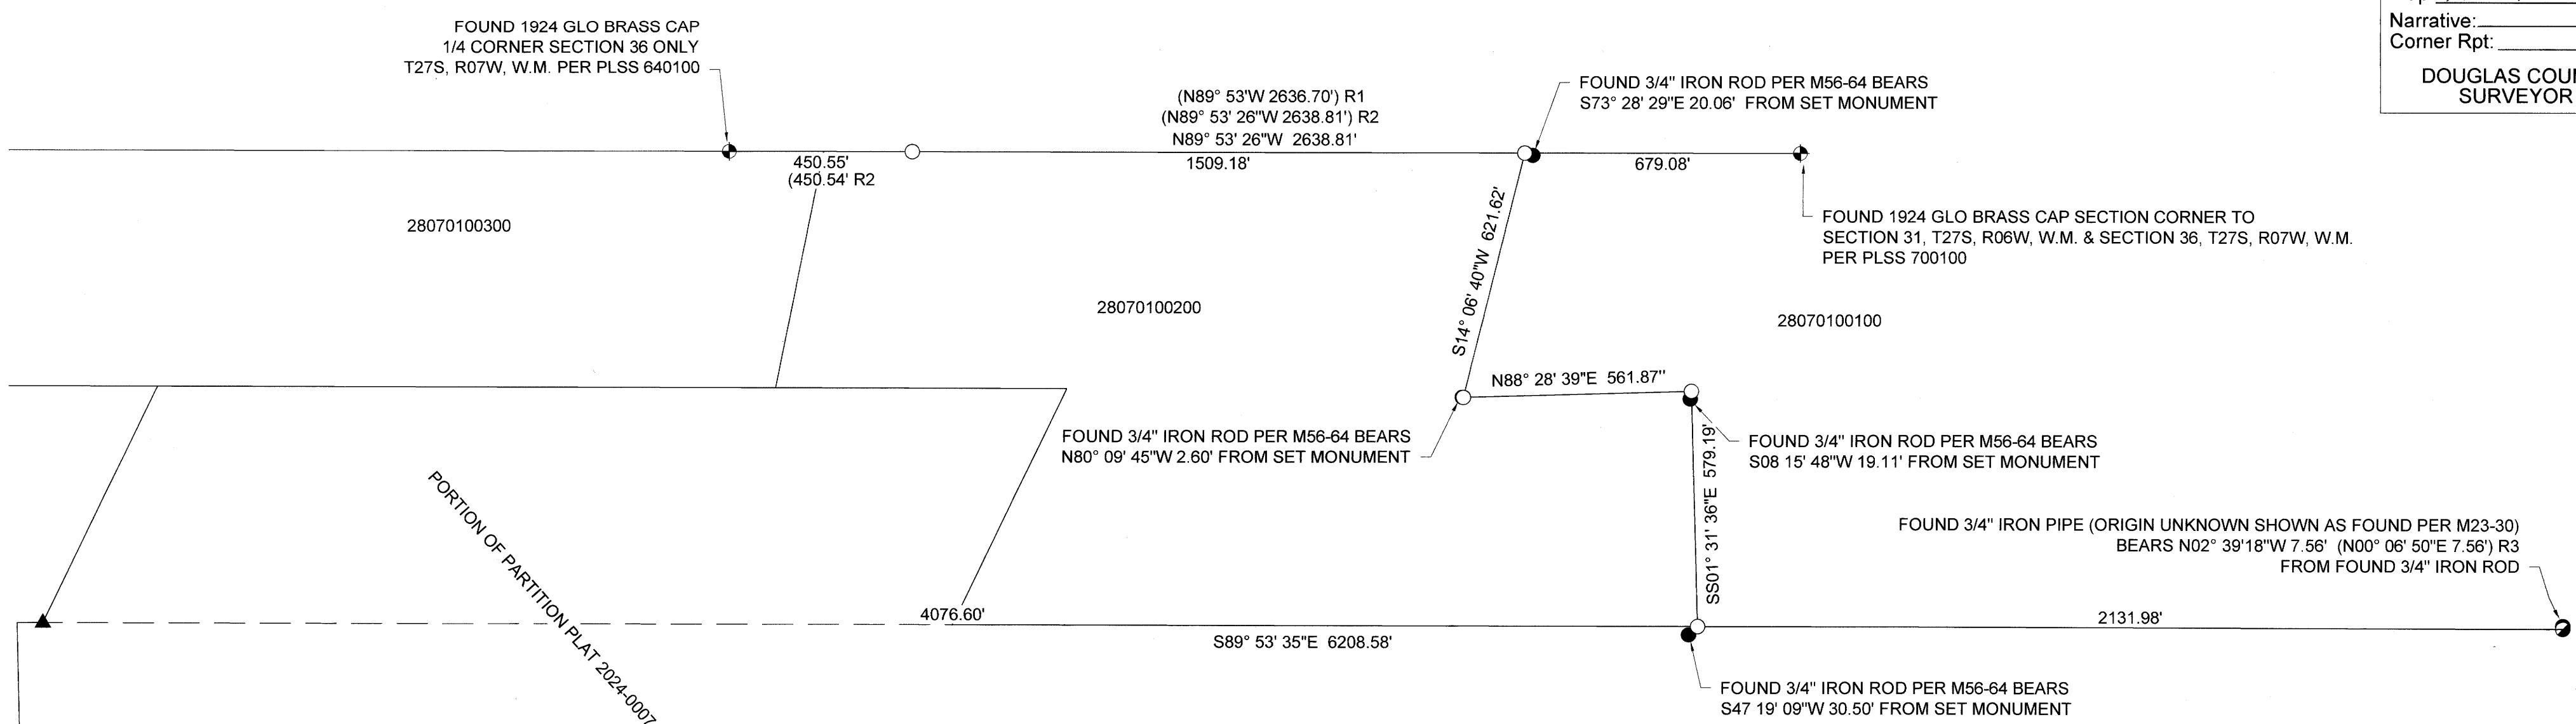 Narrative:
Corner Rpt:
DOUGLAS COU
SURVEYOR
FOUND 1924 GLO BRASS CAP
1/4 CORNER SECTION 36 ONLY
T27S, R07W, W.M. PER PLSS 640100
(N89° 53'W 2636.70') R1
(N89° 53' 26"W 2638.81') R2
N89° 53' 26"W 2638.81'
FOUND 3/4" IRON ROD PER M56-64 BEARS
S73° 28' 29"E 20.06' FROM SET MONUMENT
450.55'
(450.54' R2
1509.18'
679.08'
28070100300
S14° 06' 40"W 621.62'
FOUND 1924 GLO BRASS CAP SECTION CORNER TO
SECTION 31, T27S, R06W, W.M. & SECTION 36, T27S, R07W, W.M.
PER PLSS 700100
28070100200
28070100100
N88° 28' 39"E 561.87"
FOUND 3/4" IRON ROD PER M56-64 BEARS
N80° 09' 45"W 2.60' FROM SET MONUMENT
FOUND 3/4" IRON ROD PER M56-64 BEARS
S08 15' 48"W 19.11' FROM SET MONUMENT
SS01° 31' 36"E 579.19'
PORTION OF PARTITION PLAT 2024-0007
FOUND 3/4" IRON PIPE (ORIGIN UNKNOWN SHOWN AS FOUND PER M23-30)
BEARS N02° 39'18"W 7.56' (N00° 06' 50"E 7.56') R3
FROM FOUND 3/4" IRON ROD
4076.60'
2131.98'
S89° 53' 35"E 6208.58'
FOUND 3/4" IRON ROD PER M56-64 BEARS
S47 19' 09"W 30.50' FROM SET MONUMENT